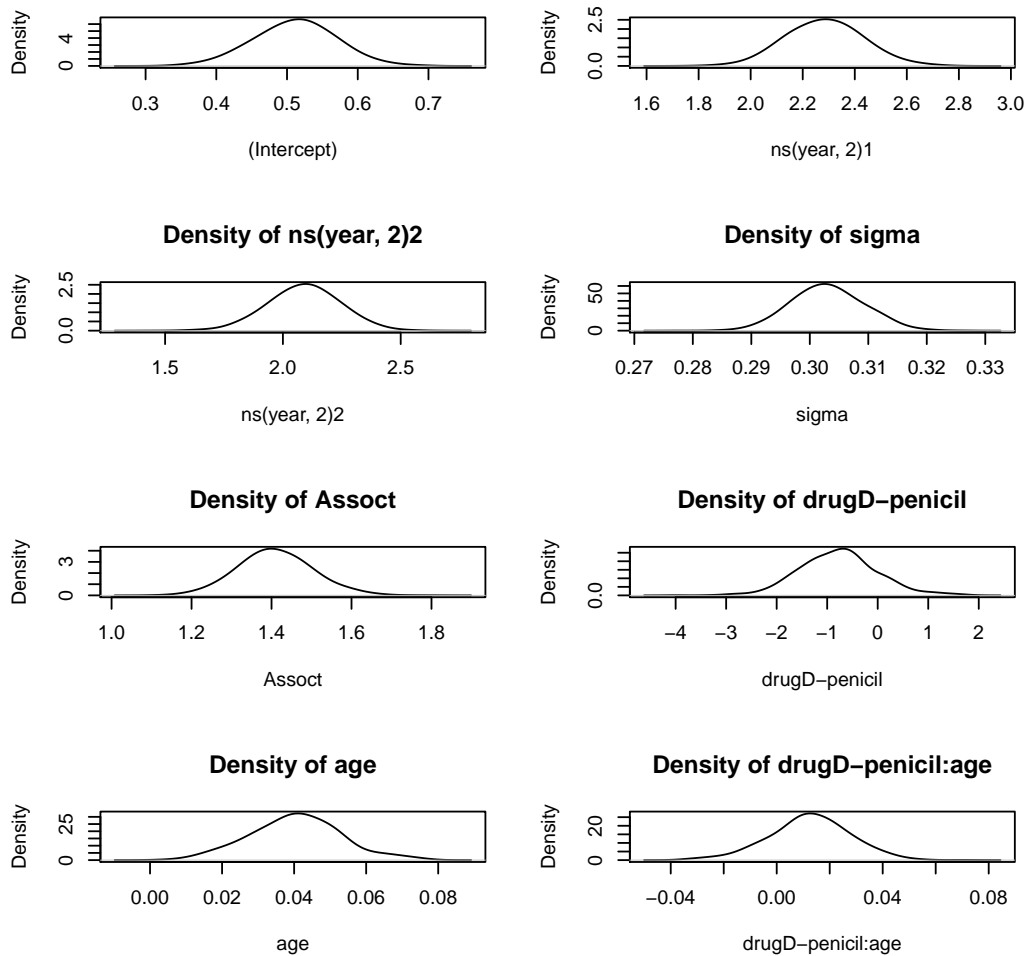 Density
4
0
0.3 0.4 0.5 0.6 0.7
(Intercept)
Density
2.5
0.0
1.6 1.8 2.0 2.2 2.4 2.6 2.8 3.0
ns(year, 2)1
Density of ns(year, 2)2
Density
2.5
0.0
1.5 2.0 2.5
ns(year, 2)2
Density of sigma
Density
50
0
0.27 0.28 0.29 0.30 0.31 0.32 0.33
sigma
Density of Assoct
Density
3
0
1.0 1.2 1.4 1.6 1.8
Assoct
Density of drugD−penicil
Density
0.0
−4 −3 −2 −1 0 1 2
drugD−penicil
Density of age
Density
25
0
0.00 0.02 0.04 0.06 0.08
age
Density of drugD−penicil:age
Density
20
0
−0.04 0.00 0.04 0.08
drugD−penicil:age